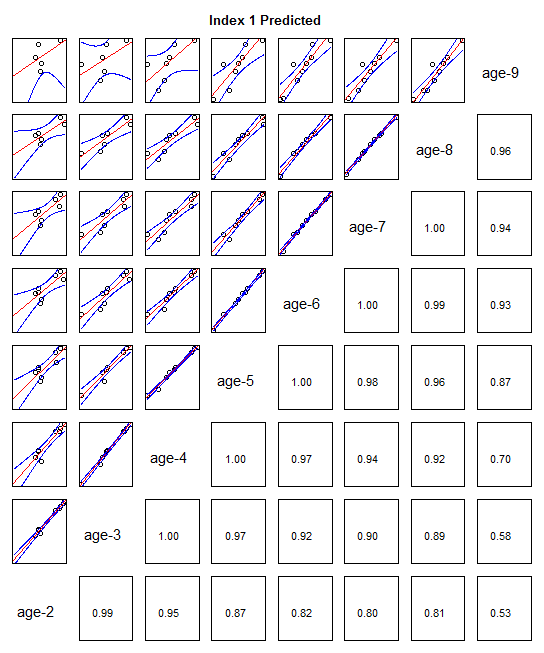 Index 1 Predicted
age-9
age-8 0.96
age-7 1.00 0.94
age-6 1.00 0.99 0.93
age-5 1.00 0.98 0.96 0.87
age-4 1.00 0.97 0.94 0.92 0.70
age-3 1.00 0.97 0.92 0.90 0.89 0.58
age-2 0.99 0.95 0.87 0.82 0.80 0.81 0.53